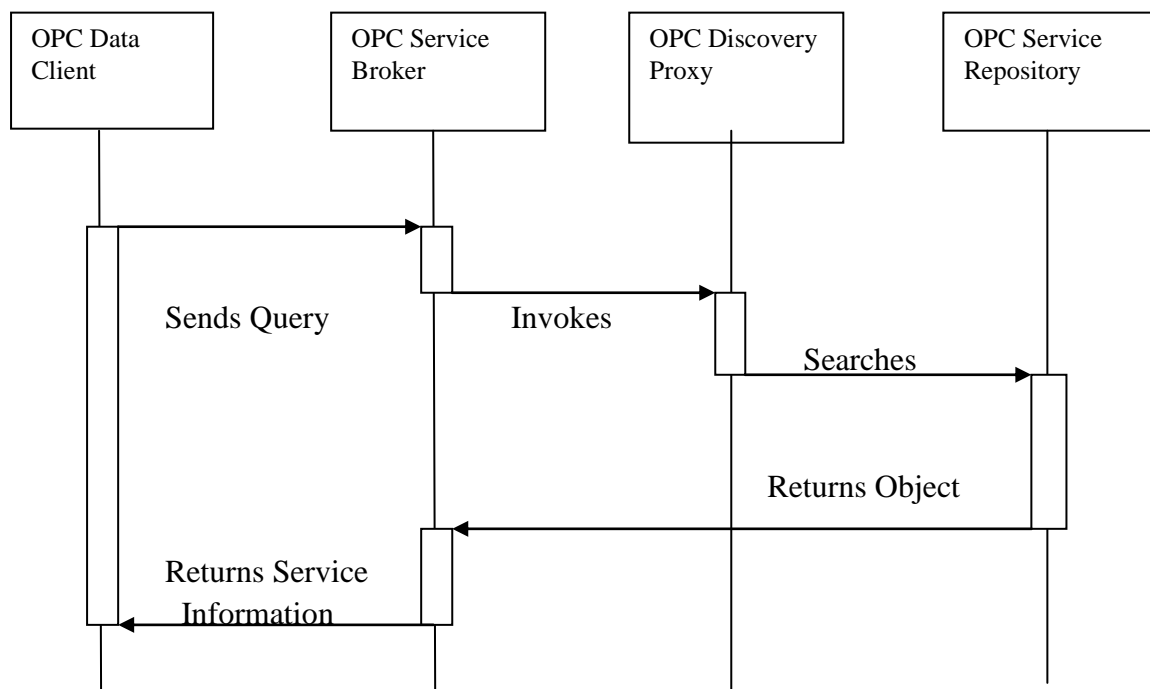 OPC Data
Client
OPC Service
Broker
OPC Discovery
Proxy
OPC Service
Repository
Sends Query
Invokes
Searches
Returns Object
Returns Service
Information